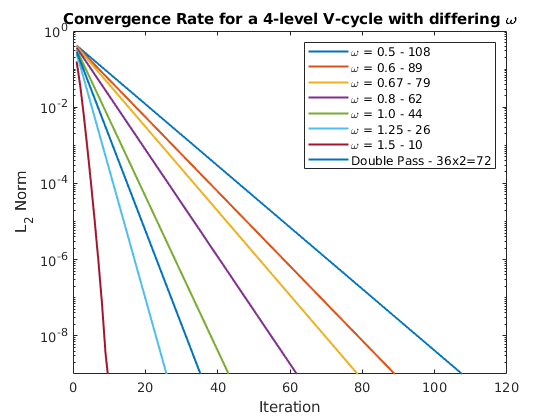 Convergence Rate for a 4-level V-cycle with differing ω
10⁰
10⁻²
10⁻⁴
10⁻⁶
10⁻⁸
L₂ Norm
ω = 0.5 - 108
ω = 0.6 - 89
ω = 0.67 - 79
ω = 0.8 - 62
ω = 1.0 - 44
ω = 1.25 - 26
ω = 1.5 - 10
Double Pass - 36x2=72
0 20 40 60 80 100 120
Iteration